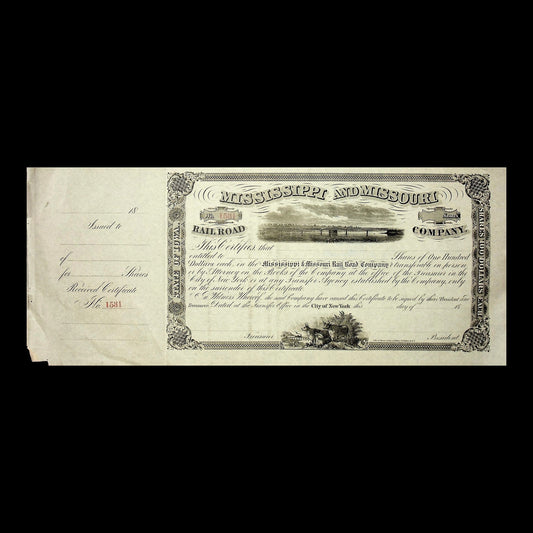 18
Issued to
of
for Shares
Received Certificate
No. 1581
MISSISSIPPI AND MISSOURI
No. 1581
RAIL ROAD COMPANY.
STATE OF IOWA
SHARES ONE HUNDRED DOLLARS EACH
This Certifies that
entitled to Shares of One Hundred
Dollars each, in the Mississippi & Missouri Rail Road Company transferable in person
or by Attorney on the Books of the Company at the office of the Treasurer in the
City of New York or at any Transfer Agency established by the Company, only
on the surrender of this Certificate.
In Witness Whereof, the said Company have caused this Certificate to be signed by their President and
Treasurer. Dated at the Transfer Office in the City of New York, this day of 18
Treasurer President